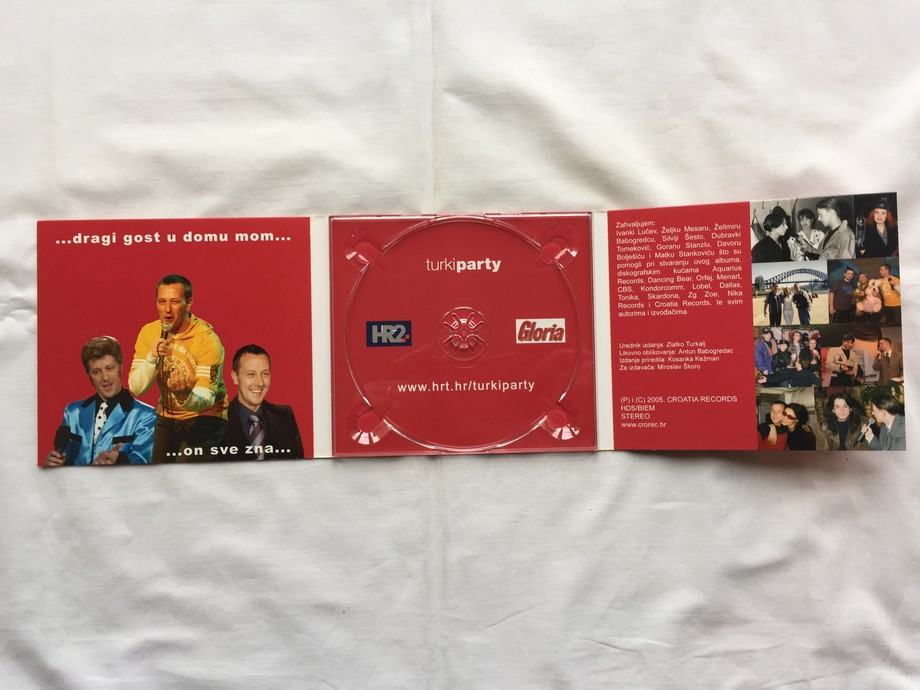 ...dragi gost u domu mom...
...on sve zna...
turkiparty
HR2
Gloria
www.hrt.hr/turkiparty
Zahvaljujem:
Ivanki Lučev, Željku Mesaru, Želimiru
Babogredcu, Silviji Šesto, Dubravki
Tomeković, Goranu Stanziu, Davoru
Bolješiću i Matku Stankoviću što su
pomogli pri stvaranju ovog albuma,
diskografskim kućama Aquarius
Records, Dancing Bear, Orfej, Menart,
CBS, Kondorcomm, Lobel, Dallas,
Tonika, Skardona, Zg Zoe, Nika
Records i Croatia Records, te svim
autorima i izvođačima.
Urednik izdanja: Zlatko Turkalj
Likovno oblikovanje: Antun Babogredac
Izdanje priredila: Kosanka Kežman
Za izdavača: Miroslav Škoro
(P) i (C) 2005. CROATIA RECORDS
HDS/BIEM
STEREO
www.crorec.hr